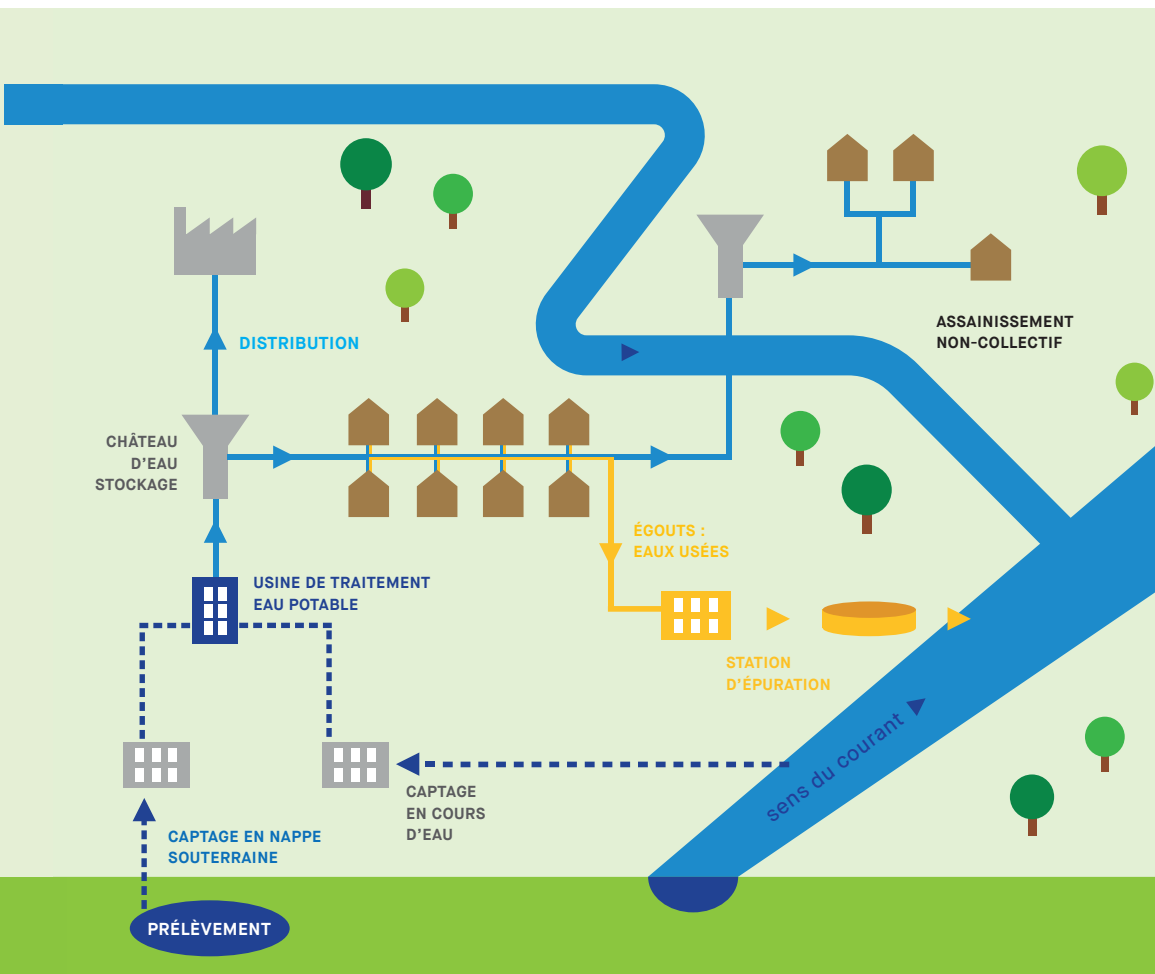 ASSAINISSEMENT
NON-COLLECTIF
DISTRIBUTION
CHÂTEAU
D’EAU
STOCKAGE
ÉGOUTS :
EAUX USÉES
USINE DE TRAITEMENT
EAU POTABLE
STATION
D’ÉPURATION
sens du courant
CAPTAGE
EN COURS
D’EAU
CAPTAGE EN NAPPE
SOUTERRAINE
PRÉLÈVEMENT